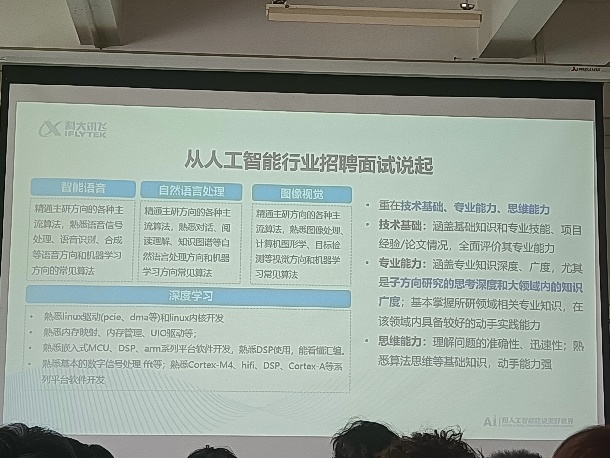 科大讯飞
iFLYTEK
从人工智能行业招聘面试说起
智能语音
精通主研方向的各种主
流算法，熟悉语音信号
处理、语音识别、合成
等语音方向和机器学习
方向的常见算法
自然语言处理
精通主研方向的各种主
流算法，熟悉对话、阅
读理解、知识图谱等自
然语言处理方向和机器
学习方向常见算法
图像视觉
精通主研方向的各种主
流算法，熟悉图像处理、
计算机图形学、目标检
测等视觉方向和机器学
习常见算法
深度学习
• 熟悉linux驱动(pcie、dma等)和linux内核开发
• 熟悉内存映射、内存管理、UIO驱动等；
• 熟悉嵌入式MCU、DSP、arm系列平台软件开发，熟悉DSP使用，能看懂汇编。
• 熟悉基本的数字信号处理 fft等；熟悉Cortex-M4、hifi、DSP、Cortex-A等系
列平台软件开发
• 重在技术基础、专业能力、思维能力
• 技术基础：涵盖基础知识和专业技能、项目
经验/论文情况，全面评价其专业能力
• 专业能力：涵盖专业知识深度、广度，尤其
是子方向研究的思考深度和大领域内的知识
广度；基本掌握所研领域相关专业知识，在
该领域内具备较好的动手实践能力
• 思维能力：理解问题的准确性、迅速性；熟
悉算法思维等基础知识，动手能力强
用人工智能建设美好世界